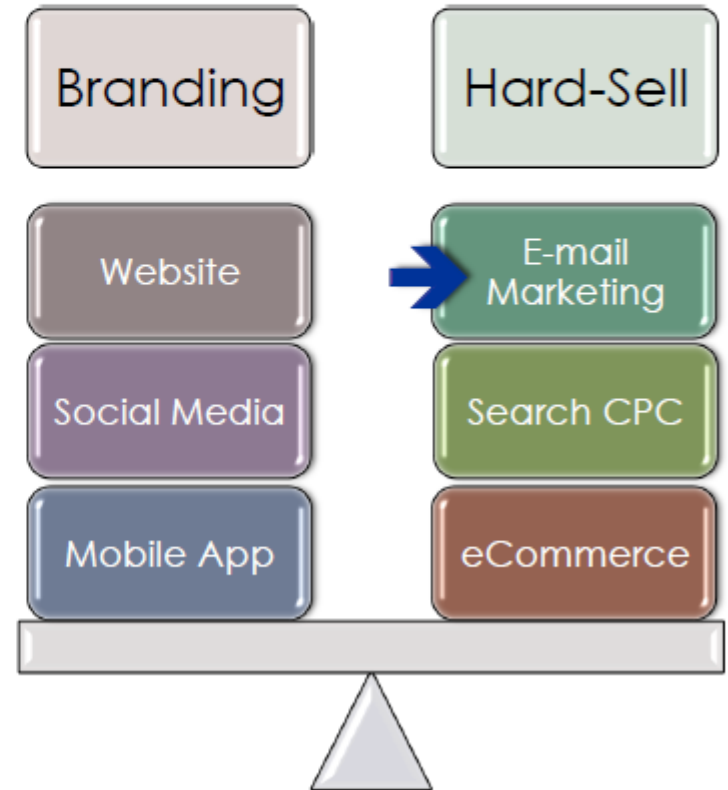 Branding
Hard-Sell
Website
E-mail
Marketing
Social Media
Search CPC
Mobile App
eCommerce